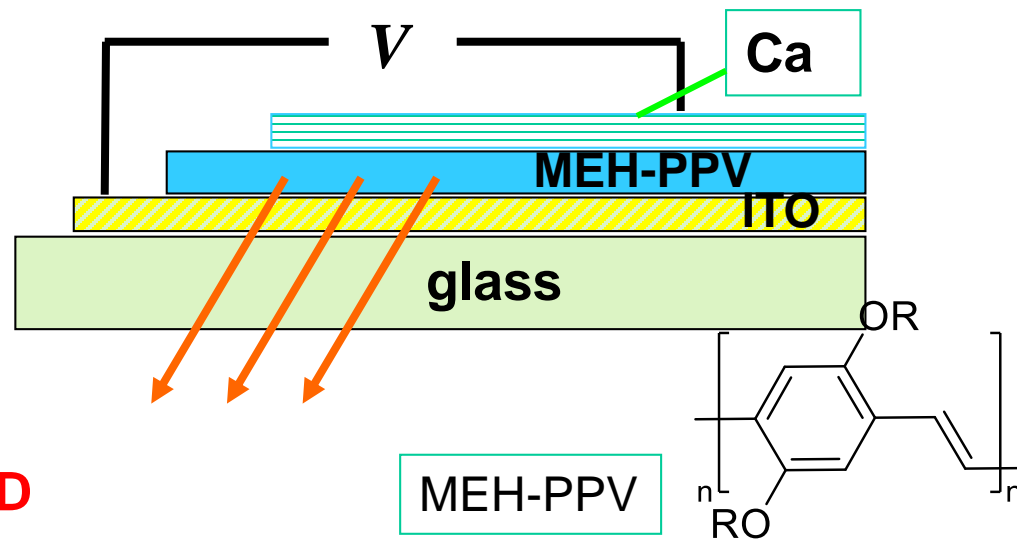 V
Ca
MEH-PPV
ITO
glass
OR
n
n
RO
D
MEH-PPV